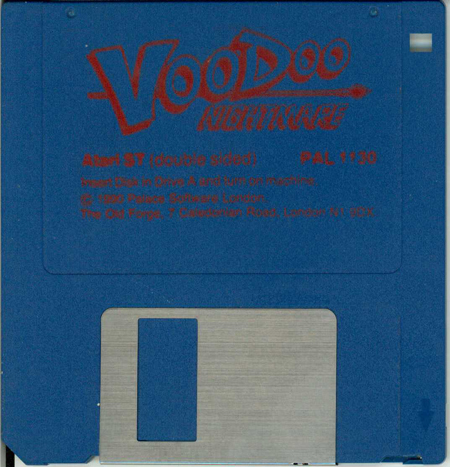 VOODOO
NIGHTMARE
Atari ST (double sided) PAL 1130
Insert Disk in Drive A and turn on machine.
© 1990 Palace Software London
The Old Forge, 7 Caledonian Road, London N1